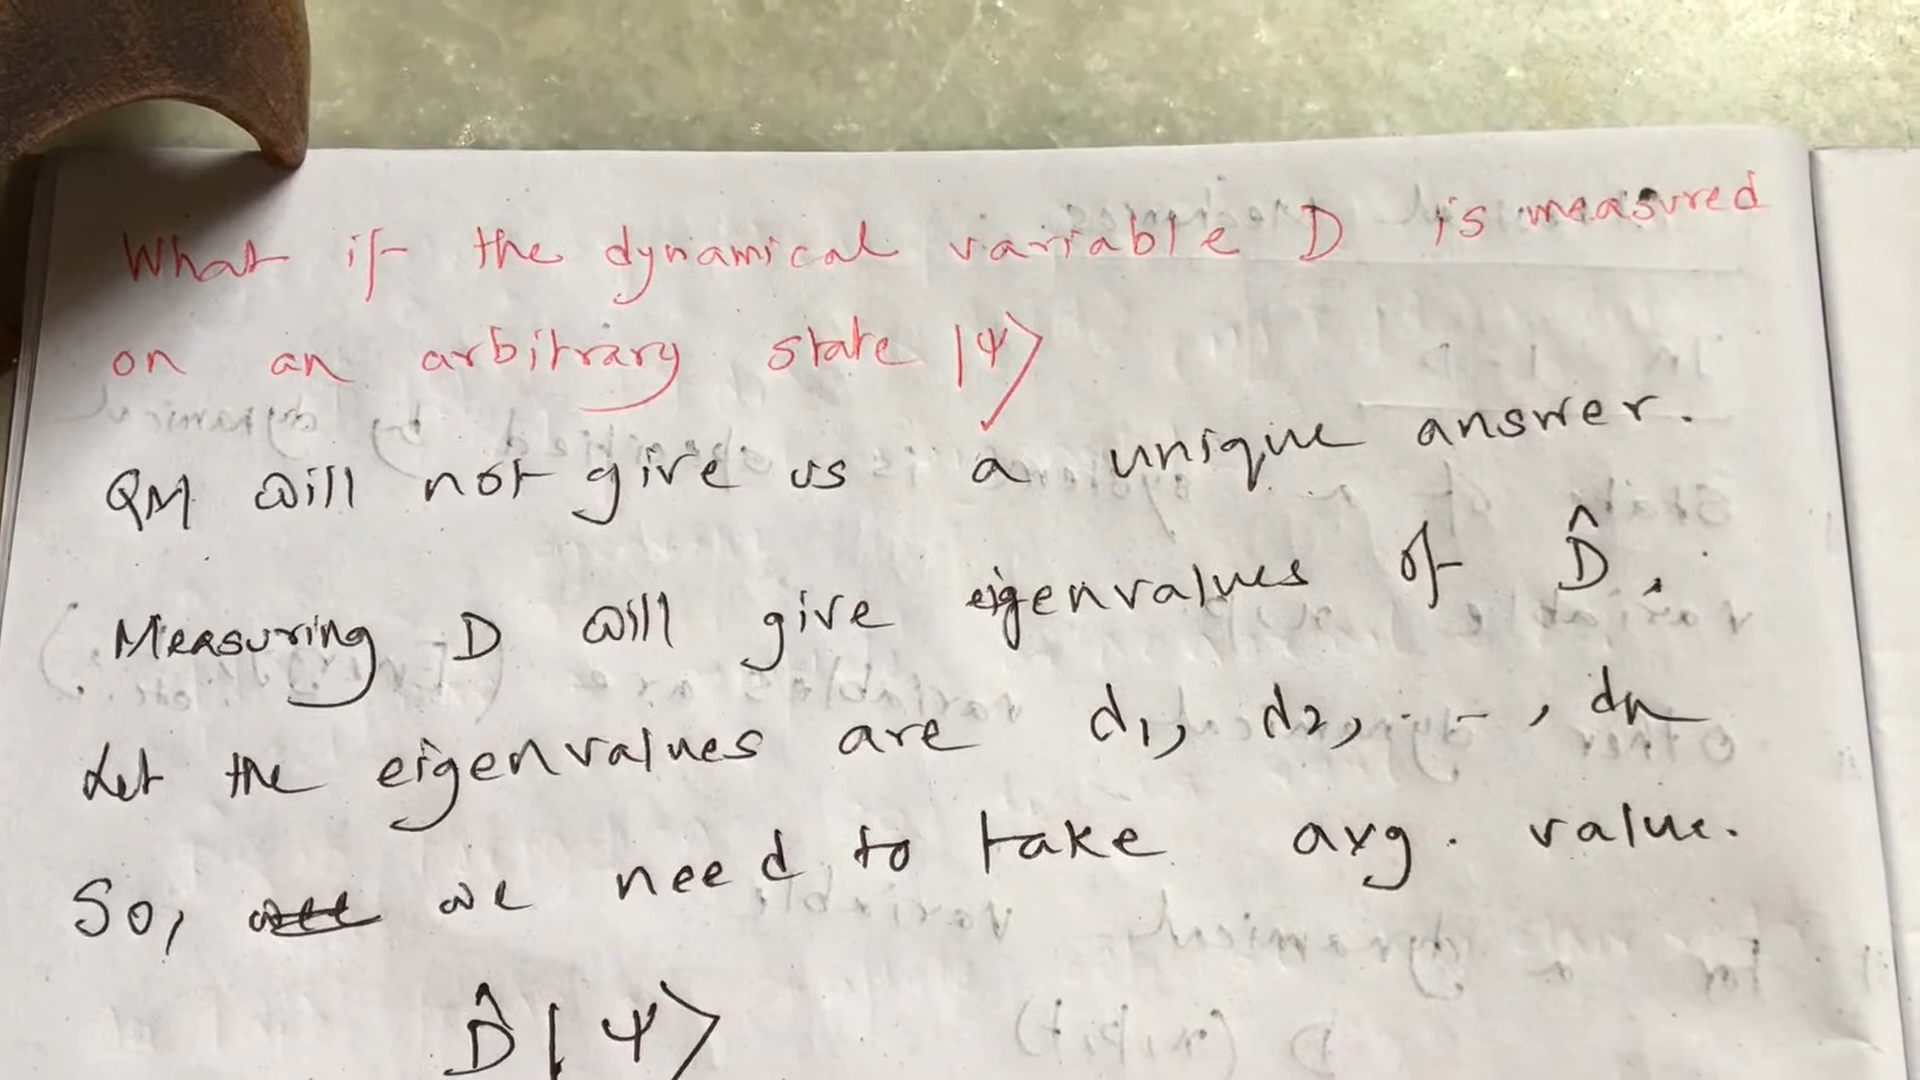 What if the dynamical variable D is measured
on an arbitrary state |Ψ⟩
QM will not give us a unique answer.
Measuring D will give eigenvalues of D̂.
Let the eigenvalues are d₁, d₂, - - , dn
So, we need to take avg. value.
D̂|Ψ⟩